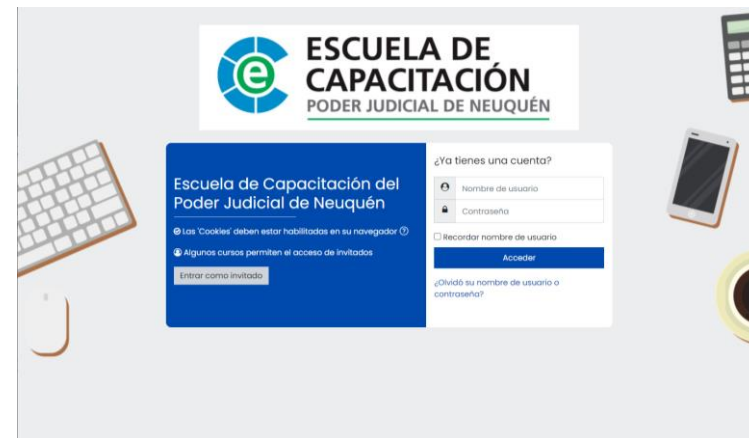 ESCUELA DE
CAPACITACIÓN
PODER JUDICIAL DE NEUQUÉN
Escuela de Capacitación del
Poder Judicial de Neuquén
Las 'Cookies' deben estar habilitadas en su navegador
Algunos cursos permiten el acceso de invitados
Entrar como invitado
¿Ya tienes una cuenta?
Nombre de usuario
Contraseña
Recordar nombre de usuario
Acceder
¿Olvidó su nombre de usuario o
contraseña?